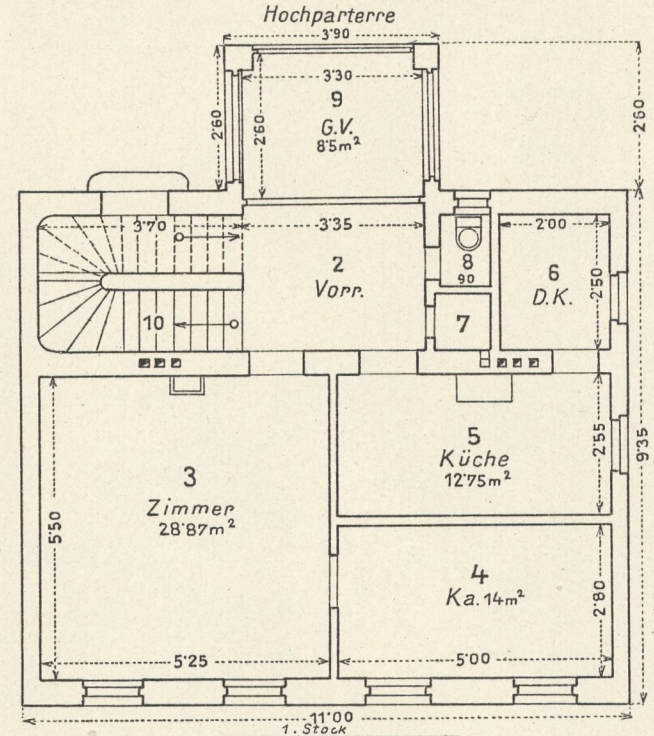 Hochparterre
3·90
3·30
9
G.V.
8·5m²
2·60
2·60
2·60
3·70
3·35
2·00
2
Vorr.
8
90
6
D.K.
2·50
10
7
3
Zimmer
28·87m²
5
Küche
12·75m²
2·55
9·35
5·50
4
Ka. 14m²
2·80
5·25
5·00
11·00
1. Stock